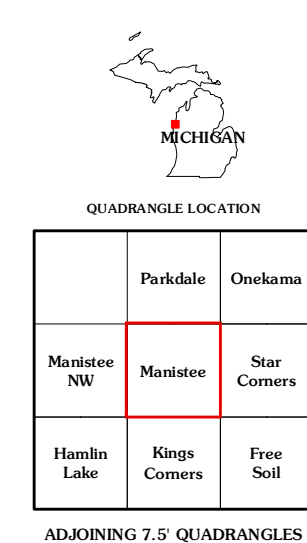 MICHIGAN
QUADRANGLE LOCATION
Parkdale Onekama
Manistee
NW
Manistee
Star
Corners
Hamlin
Lake
Kings
Corners
Free
Soil
ADJOINING 7.5' QUADRANGLES